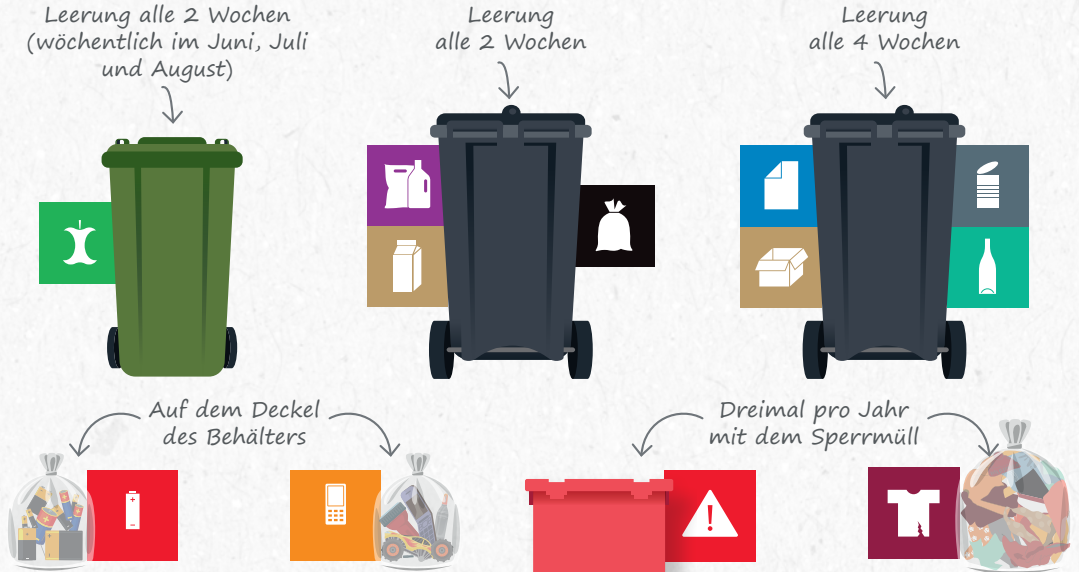 Leerung alle 2 Wochen
(wöchentlich im Juni, Juli
und August)
Leerung
alle 2 Wochen
Leerung
alle 4 Wochen
Auf dem Deckel
des Behälters
Dreimal pro Jahr
mit dem Sperrmüll